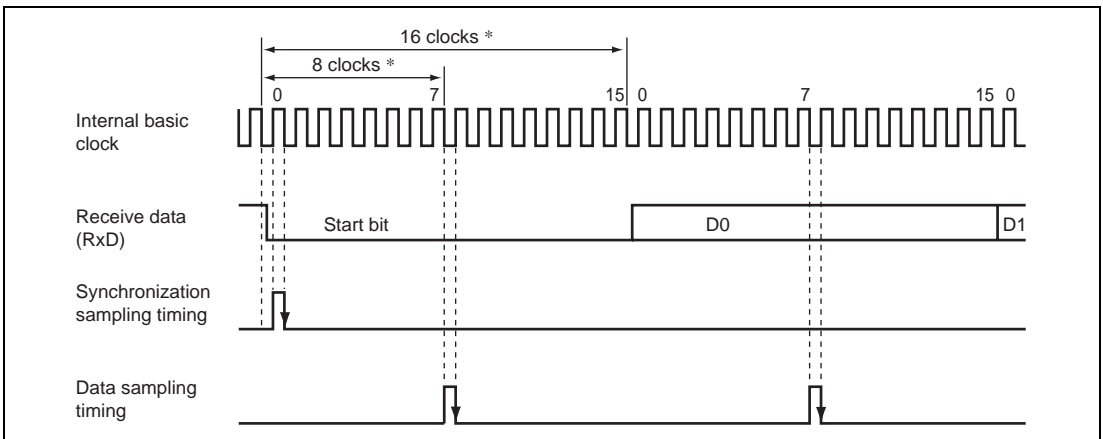 16 clocks *
8 clocks *
0 7 15 0 7 15 0
Internal basic
clock
Receive data
(RxD)
Start bit D0 D1
Synchronization
sampling timing
Data sampling
timing